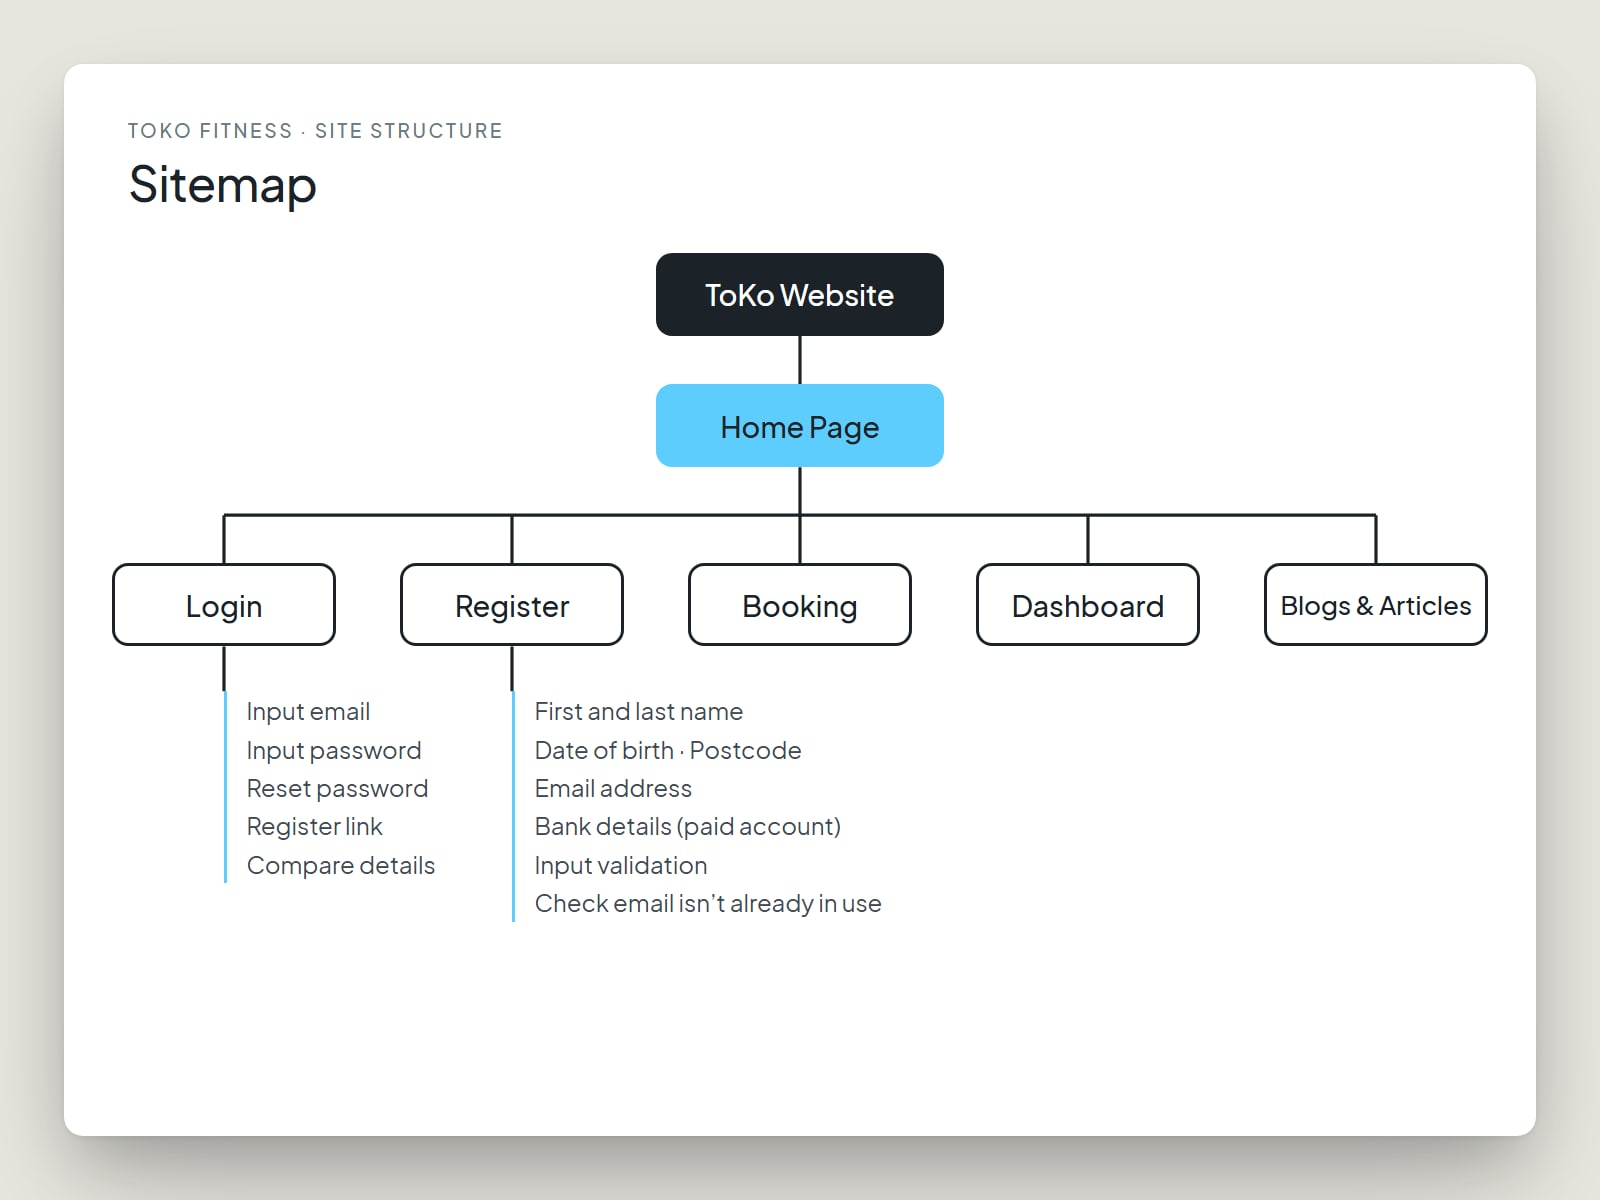 TOKO FITNESS · SITE STRUCTURE
Sitemap
ToKo Website
Home Page
Login
Register
Booking
Dashboard
Blogs & Articles
Input email
Input password
Reset password
Register link
Compare details
First and last name
Date of birth · Postcode
Email address
Bank details (paid account)
Input validation
Check email isn’t already in use